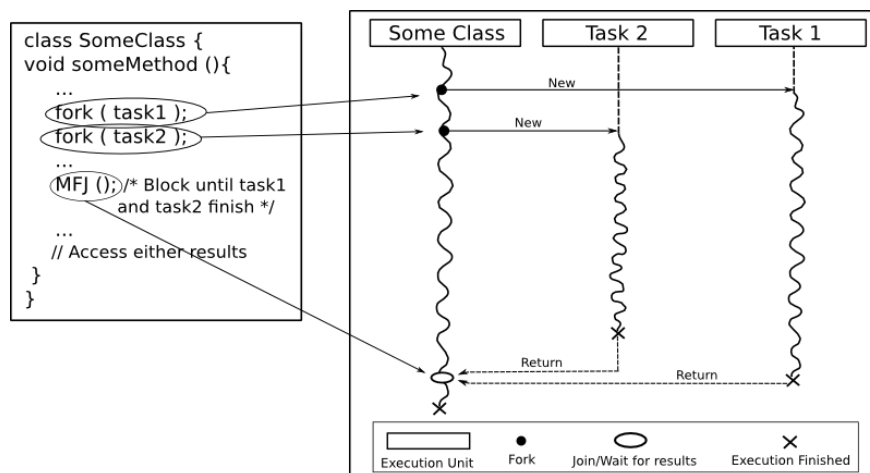 class SomeClass {
void someMethod (){
...
fork ( task1 );
fork ( task2 );
...
MFJ (); /* Block until task1
and task2 finish */
...
// Access either results
}
}
Some Class
Task 2
Task 1
New
New
Return
Return
Execution Unit
Fork
Join/Wait for results
Execution Finished